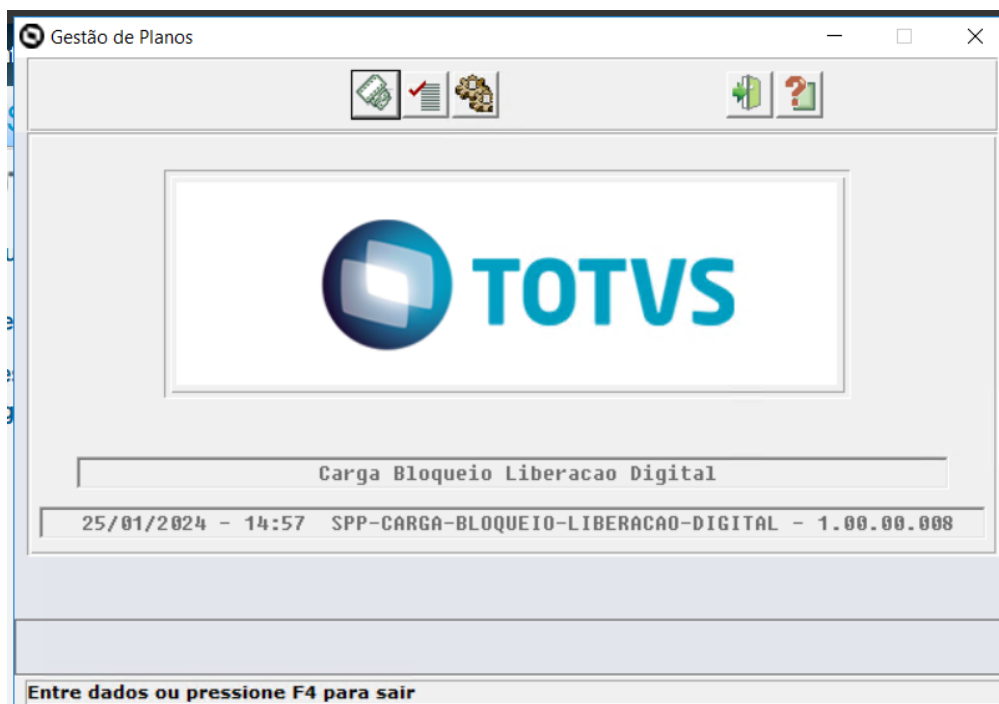 Gestão de Planos
TOTVS
Carga Bloqueio Liberacao Digital
25/01/2024 - 14:57 SPP-CARGA-BLOQUEIO-LIBERACAO-DIGITAL - 1.00.00.008
Entre dados ou pressione F4 para sair